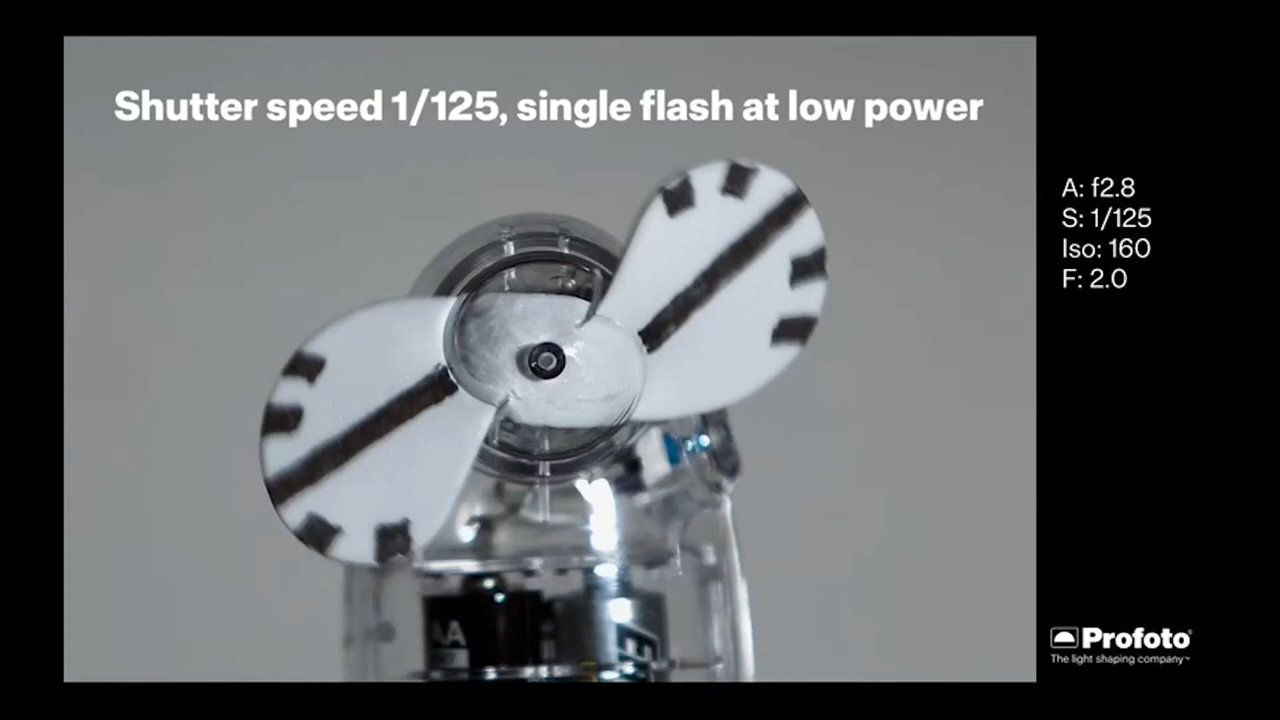 Shutter speed 1/125, single flash at low power
A: f2.8
S: 1/125
Iso: 160
F: 2.0
AA
Profoto®
The light shaping company™